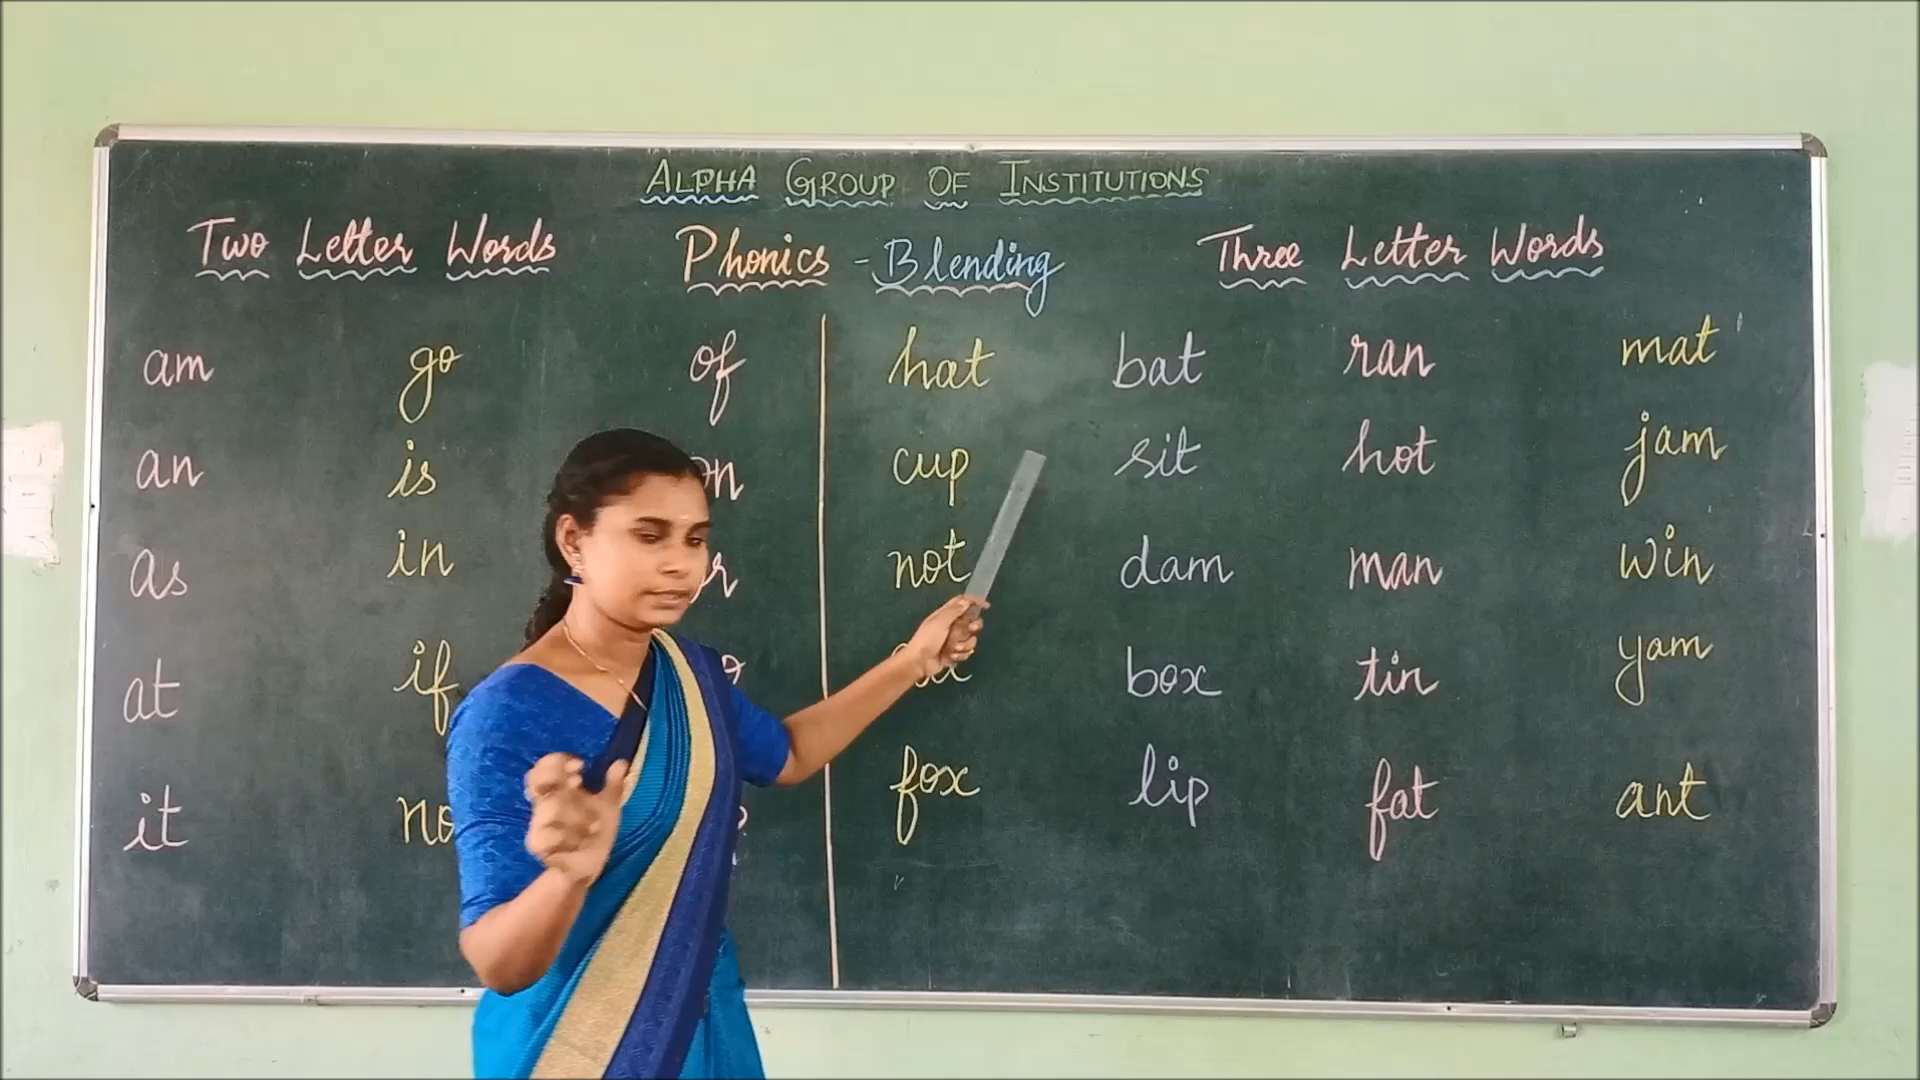 ALPHA GROUP OF INSTITUTIONS
Two Letter Words Phonics - Blending Three Letter Words
am go of hat bat ran mat
an is on cup sit hot jam
as in not dam man win
at if box tin yam
it fox lip fat ant